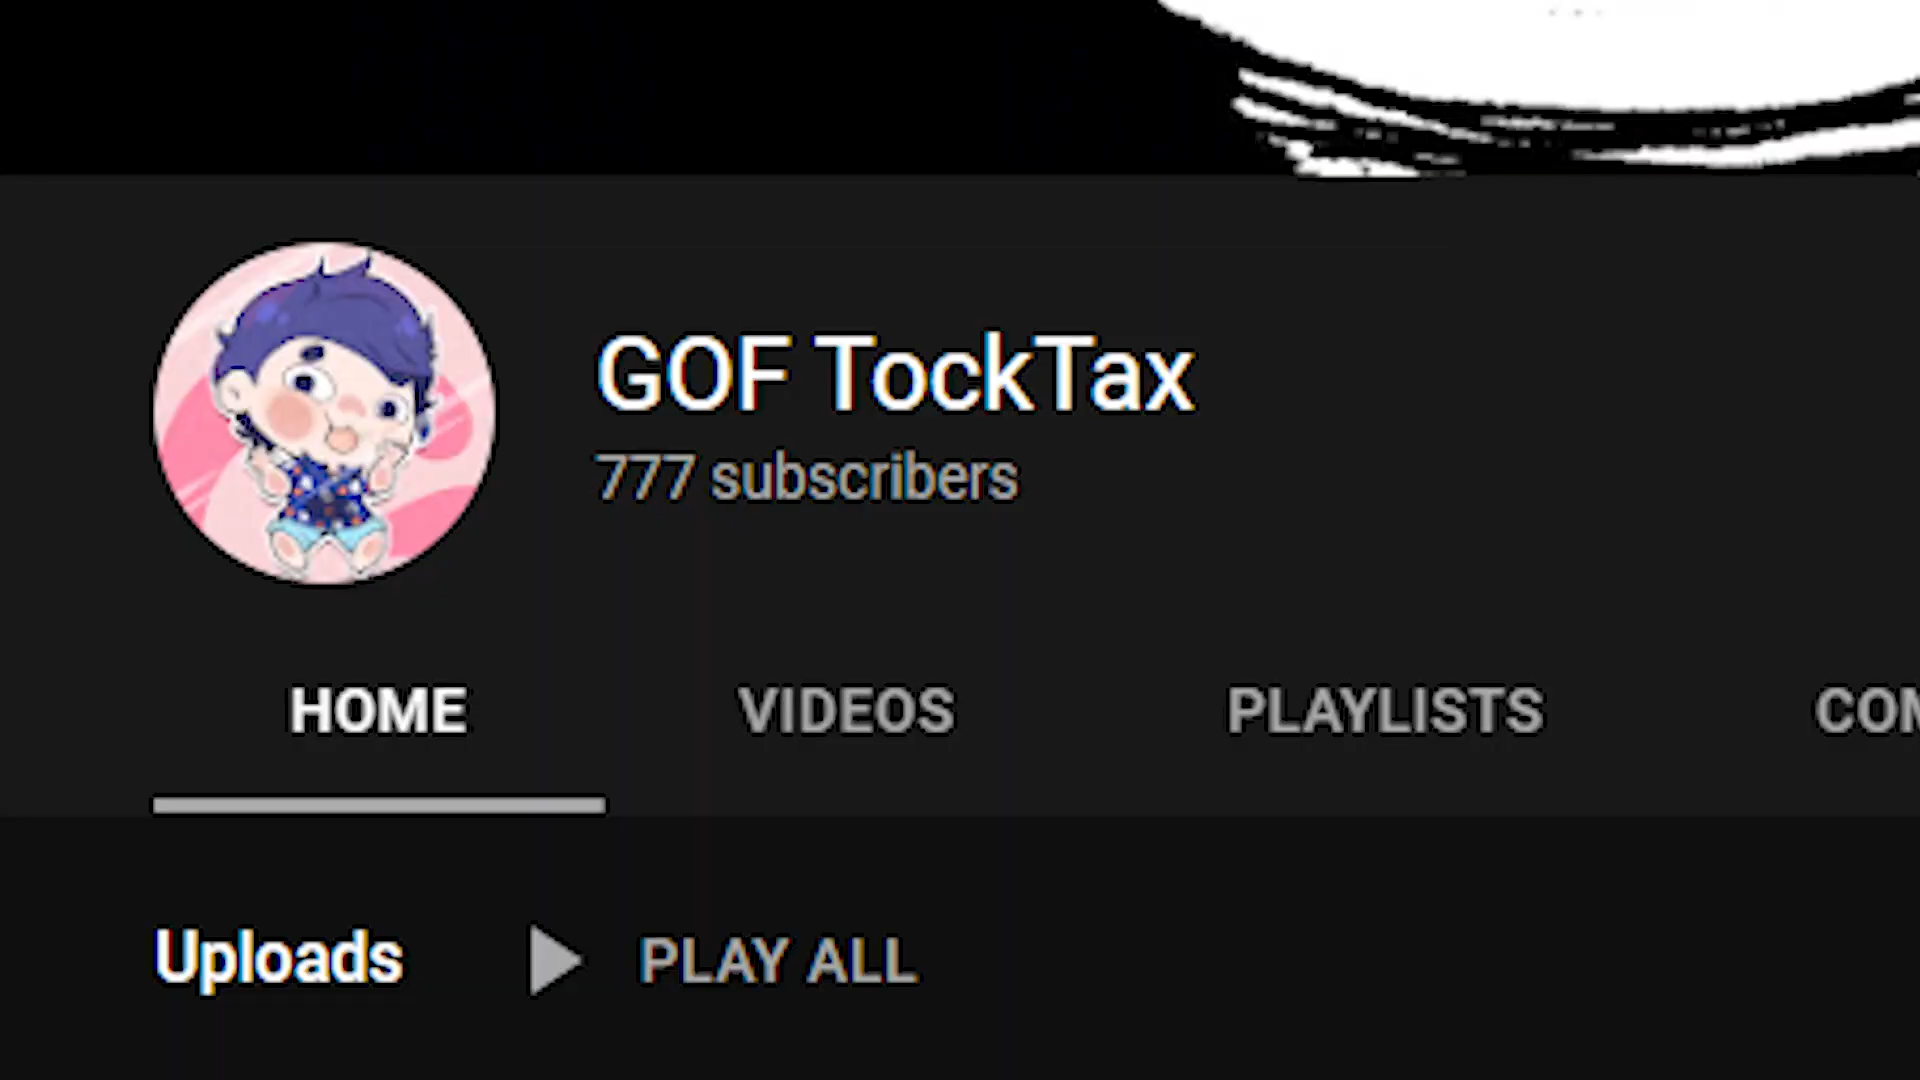 GOF TockTax
777 subscribers
HOME VIDEOS PLAYLISTS
Uploads PLAY ALL